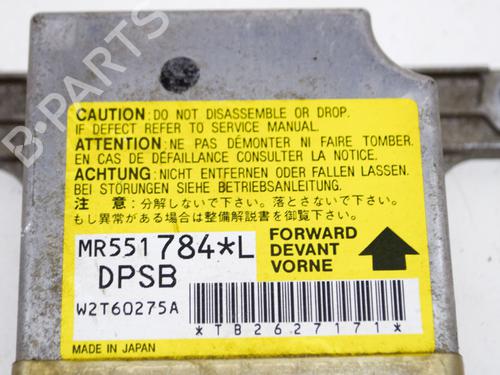 B-PARTS
CAUTION: DO NOT DISASSEMBLE OR DROP.
IF DEFECT REFER TO SERVICE MANUAL.
ATTENTION: NE PAS DÉMONTER NI FAIRE TOMBER.
EN CAS DE DÉFAILLANCE CONSULTER LA NOTICE.
ACHTUNG: NICHT ENTFERNEN ODER FALLEN LASSEN.
BEI STÖRUNGEN SIEHE BETRIEBSANLEITUNG.
注 意:分解しないで下さい。落とさないで下さい。
もし異常がある場合は整備解説書を御覧下さい。
MR551784*L
DPSB
W2T60275A
FORWARD
DEVANT
VORNE
*TB2627171*
MADE IN JAPAN